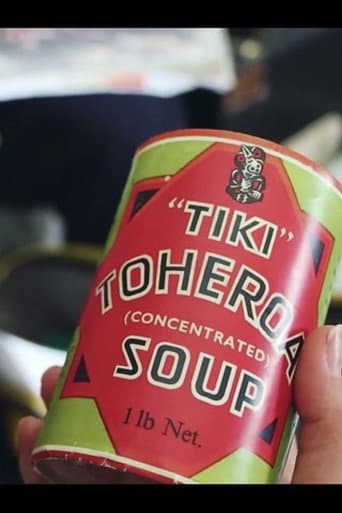 "TIKI"
TOHEROA
(CONCENTRATED)
SOUP
1 lb Net.